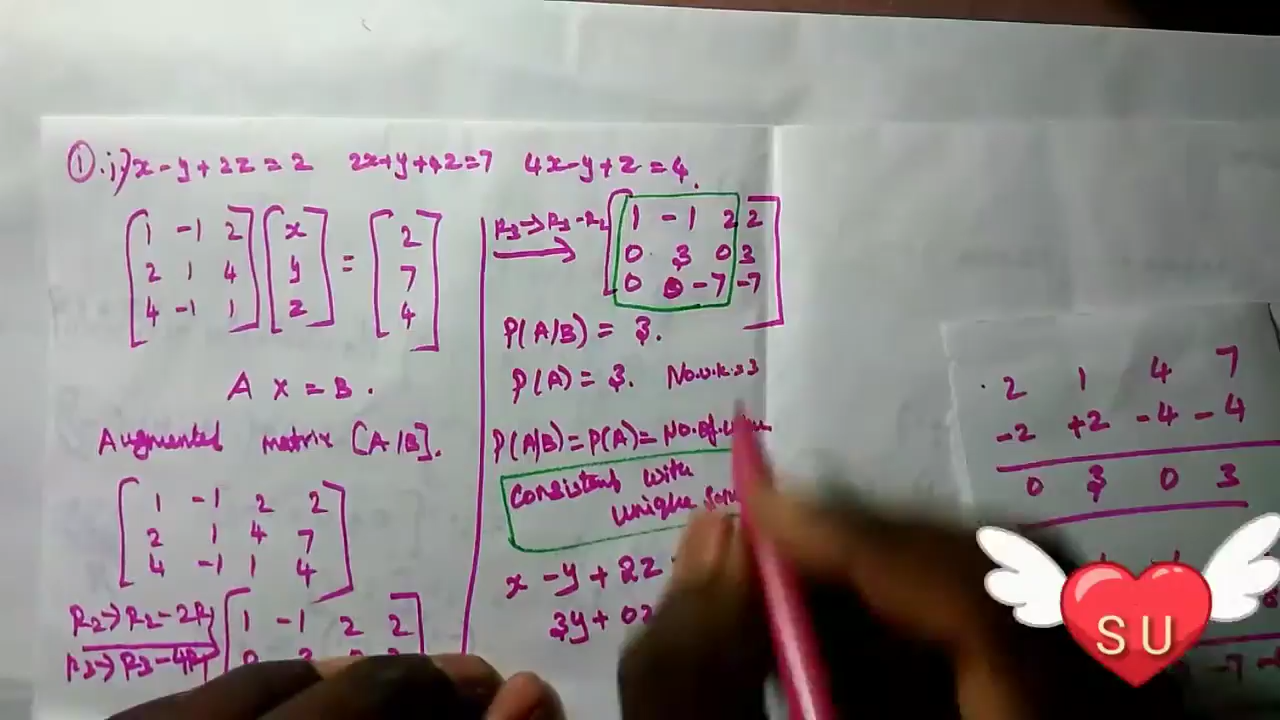 ①.i) x - y + 2z = 2   2x + y + 4z = 7   4x - y + z = 4.
1 -1 2   x   2
2 1 4   y = 7
4 -1 1   z   4
A X = B.
Augmented matrix [A/B].
1 -1 2 2
2 1 4 7
4 -1 1 4
R2→R2-2R1   1 -1 2 2
R3→R3-4R1
R3→R3-R2   1 -1 2 2
0 3 0 3
0 0 -7 -7
P(A/B) = 3.
P(A) = 3.
P(A/B) = P(A) = No.of.
Consistent with
unique
x - y + 2z
3y + 0z
2 1 4 7
-2 +2 -4 -4
0 3 0 3
SU
-7